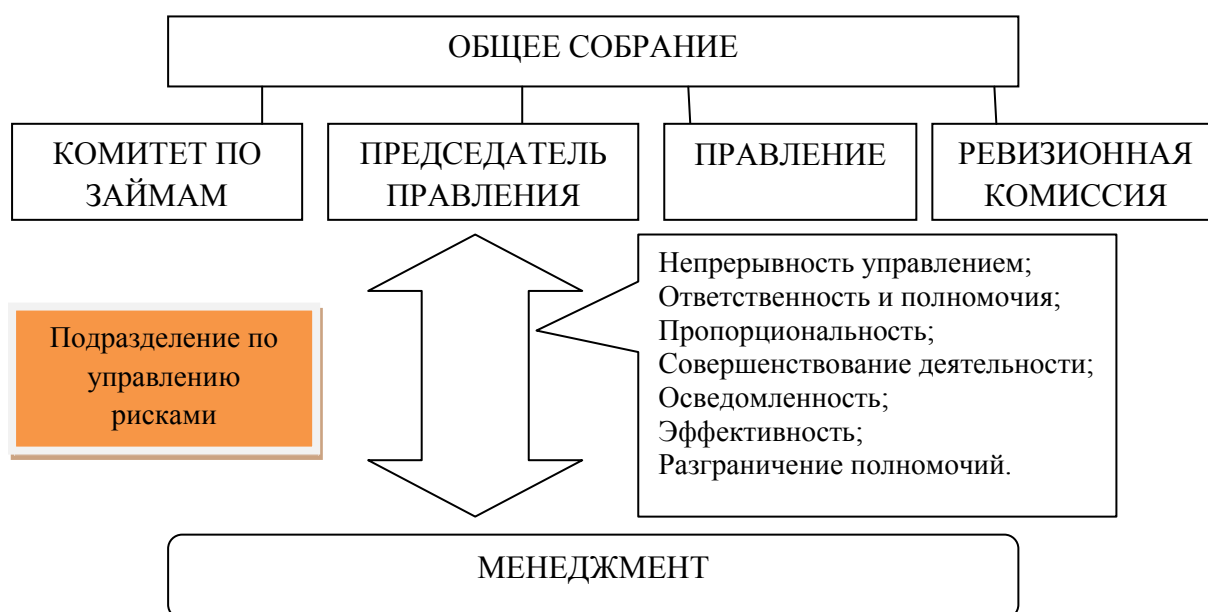 ОБЩЕЕ СОБРАНИЕ
КОМИТЕТ ПО
ЗАЙМАМ
ПРЕДСЕДАТЕЛЬ
ПРАВЛЕНИЯ
ПРАВЛЕНИЕ
РЕВИЗИОННАЯ
КОМИССИЯ
Подразделение по
управлению
рисками
Непрерывность управлением;
Ответственность и полномочия;
Пропорциональность;
Совершенствование деятельности;
Осведомленность;
Эффективность;
Разграничение полномочий.
МЕНЕДЖМЕНТ